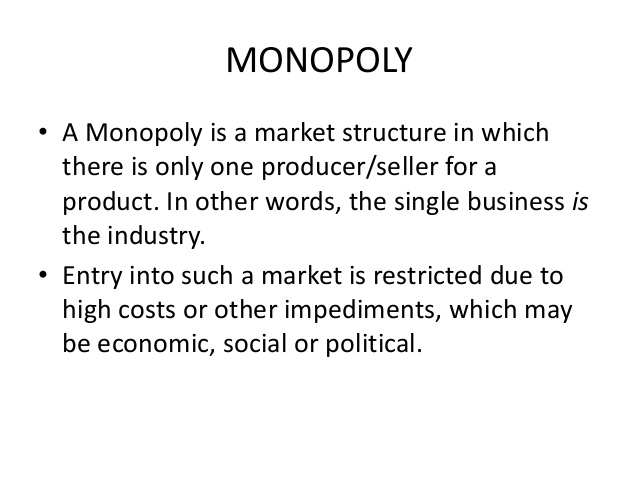 MONOPOLY
• A Monopoly is a market structure in which
there is only one producer/seller for a
product. In other words, the single business is
the industry.
• Entry into such a market is restricted due to
high costs or other impediments, which may
be economic, social or political.